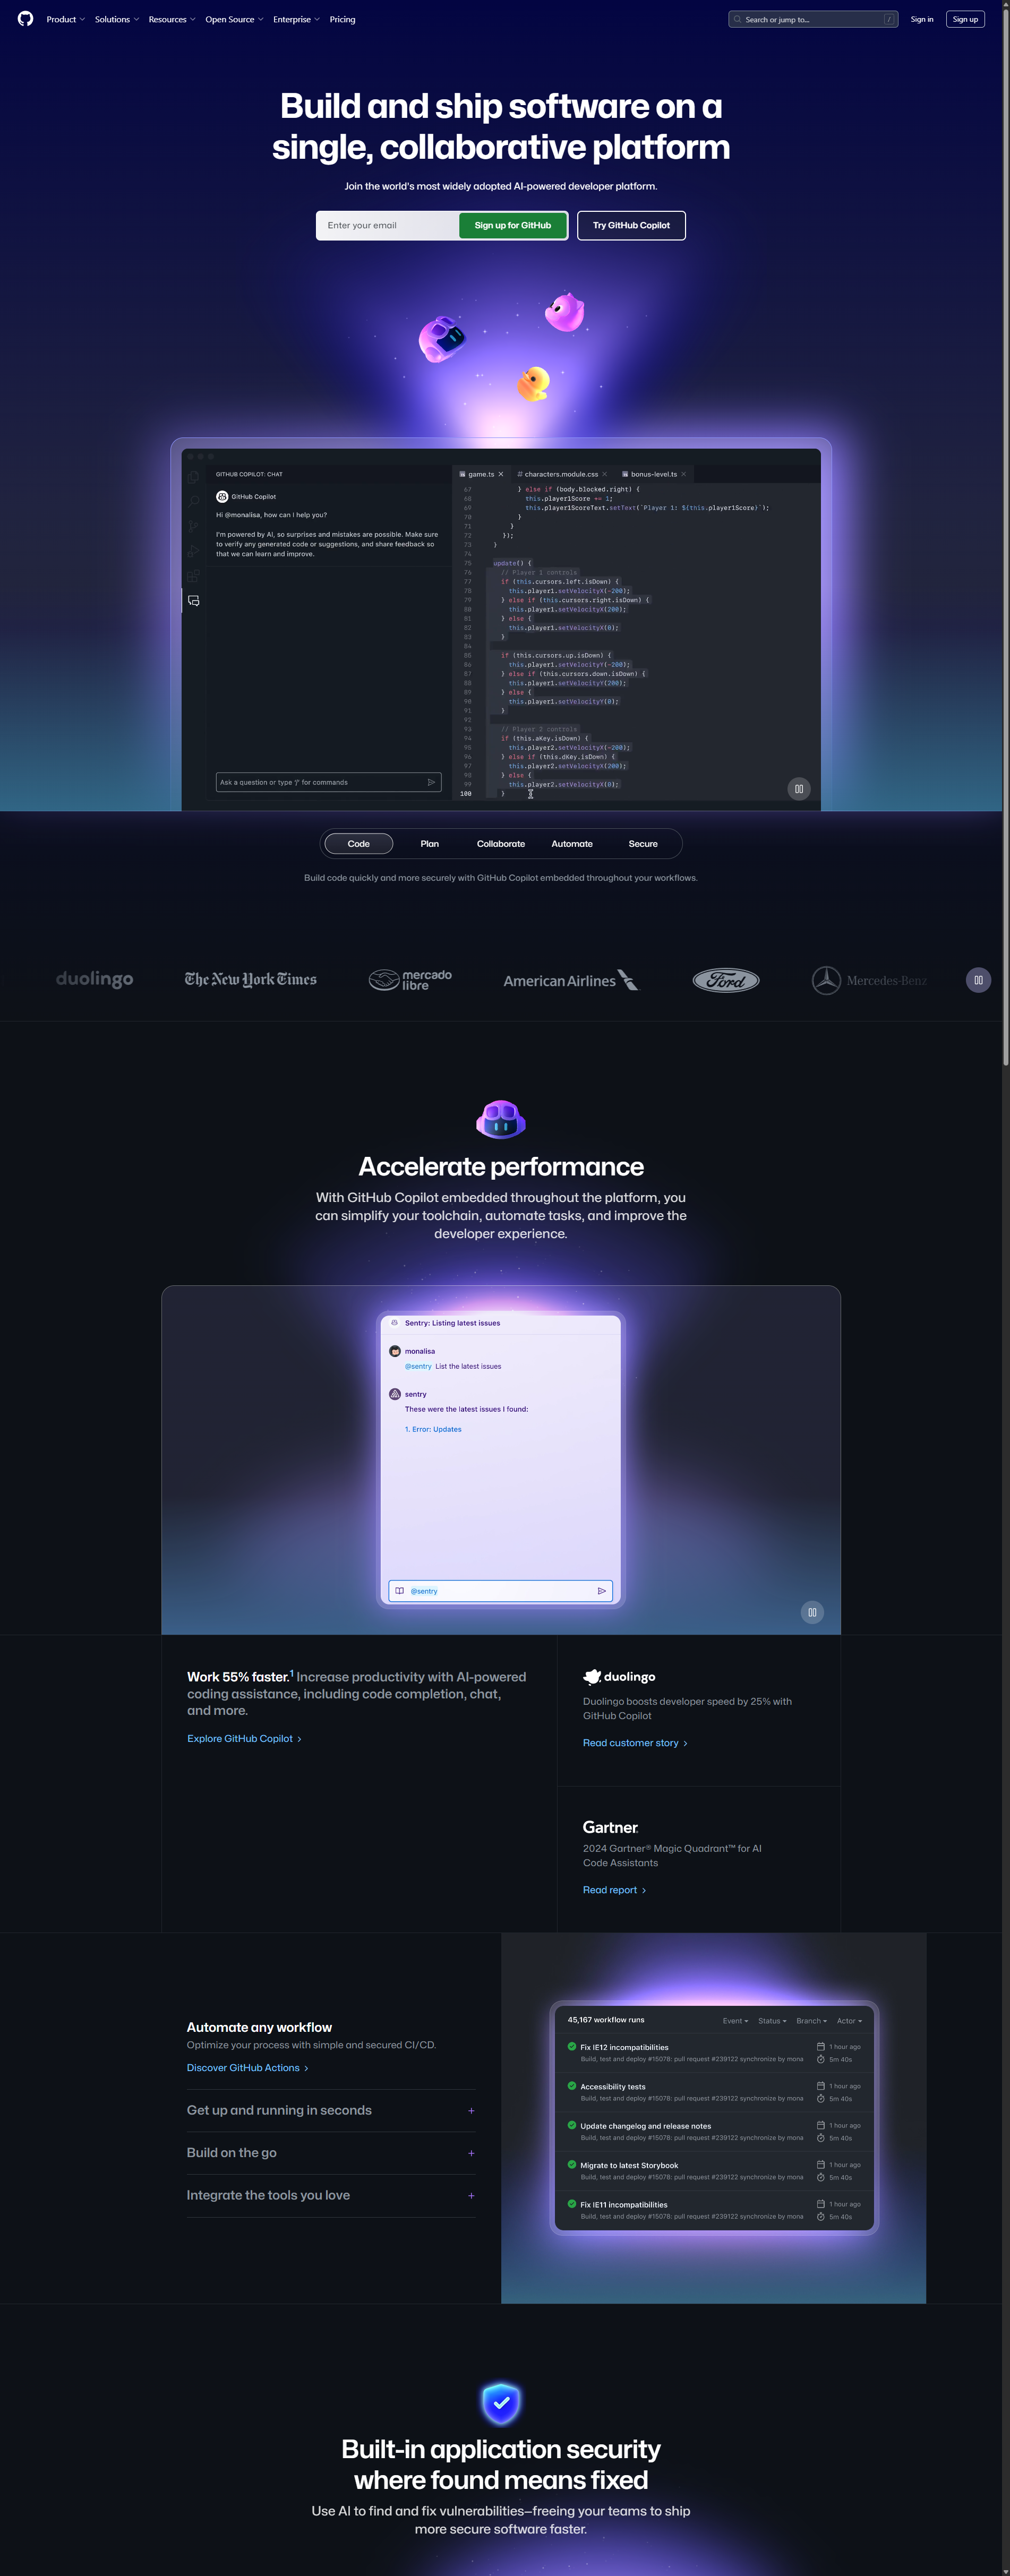 Product
Solutions
Resources
Open Source
Enterprise
Pricing
Search or jump to...
/
Sign in
Sign up
Build and ship software on a
single, collaborative platform
Join the world's most widely adopted AI-powered developer platform.
Enter your email
Sign up for GitHub
Try GitHub Copilot
GITHUB COPILOT: CHAT
GitHub Copilot
Hi @monalisa, how can I help you?
I'm powered by AI, so surprises and mistakes are possible. Make sure
to verify any generated code or suggestions, and share feedback so
that we can learn and improve.
Ask a question or type '/' for commands
game.ts
# characters.module.css
bonus-level.ts
67 } else if (body.blocked.right) {
68 this.player1Score += 1;
69 this.player1ScoreText.setText(`Player 1: ${this.player1Score}`);
70 }
71 }
72 });
73 }
74
75 update() {
76 // Player 1 controls
77 if (this.cursors.left.isDown) {
78 this.player1.setVelocityX(-200);
79 } else if (this.cursors.right.isDown) {
80 this.player1.setVelocityX(200);
81 } else {
82 this.player1.setVelocityX(0);
83 }
84
85 if (this.cursors.up.isDown) {
86 this.player1.setVelocityY(-200);
87 } else if (this.cursors.down.isDown) {
88 this.player1.setVelocityY(200);
89 } else {
90 this.player1.setVelocityY(0);
91 }
92
93 // Player 2 controls
94 if (this.aKey.isDown) {
95 this.player2.setVelocityX(-200);
96 } else if (this.dKey.isDown) {
97 this.player2.setVelocityX(200);
98 } else {
99 this.player2.setVelocityX(0);
100 }
Code
Plan
Collaborate
Automate
Secure
Build code quickly and more securely with GitHub Copilot embedded throughout your workflows.
duolingo
The New York Times
mercado
libre
American Airlines
Ford
Mercedes-Benz
Accelerate performance
With GitHub Copilot embedded throughout the platform, you
can simplify your toolchain, automate tasks, and improve the
developer experience.
Sentry: Listing latest issues
monalisa
@sentry List the latest issues
sentry
These were the latest issues I found:
1. Error: Updates
@sentry
Work 55% faster.1 Increase productivity with AI-powered
coding assistance, including code completion, chat,
and more.
Explore GitHub Copilot
duolingo
Duolingo boosts developer speed by 25% with
GitHub Copilot
Read customer story
Gartner
2024 Gartner® Magic Quadrant™ for AI
Code Assistants
Read report
Automate any workflow
Optimize your process with simple and secured CI/CD.
Discover GitHub Actions
Get up and running in seconds +
Build on the go +
Integrate the tools you love +
45,167 workflow runs
Event
Status
Branch
Actor
Fix IE12 incompatibilities
1 hour ago
Build, test and deploy #15078: pull request #239122 synchronize by mona
5m 40s
Accessibility tests
1 hour ago
Build, test and deploy #15078: pull request #239122 synchronize by mona
5m 40s
Update changelog and release notes
1 hour ago
Build, test and deploy #15078: pull request #239122 synchronize by mona
5m 40s
Migrate to latest Storybook
1 hour ago
Build, test and deploy #15078: pull request #239122 synchronize by mona
5m 40s
Fix IE11 incompatibilities
1 hour ago
Build, test and deploy #15078: pull request #239122 synchronize by mona
5m 40s
Built-in application security
where found means fixed
Use AI to find and fix vulnerabilities—freeing your teams to ship
more secure software faster.